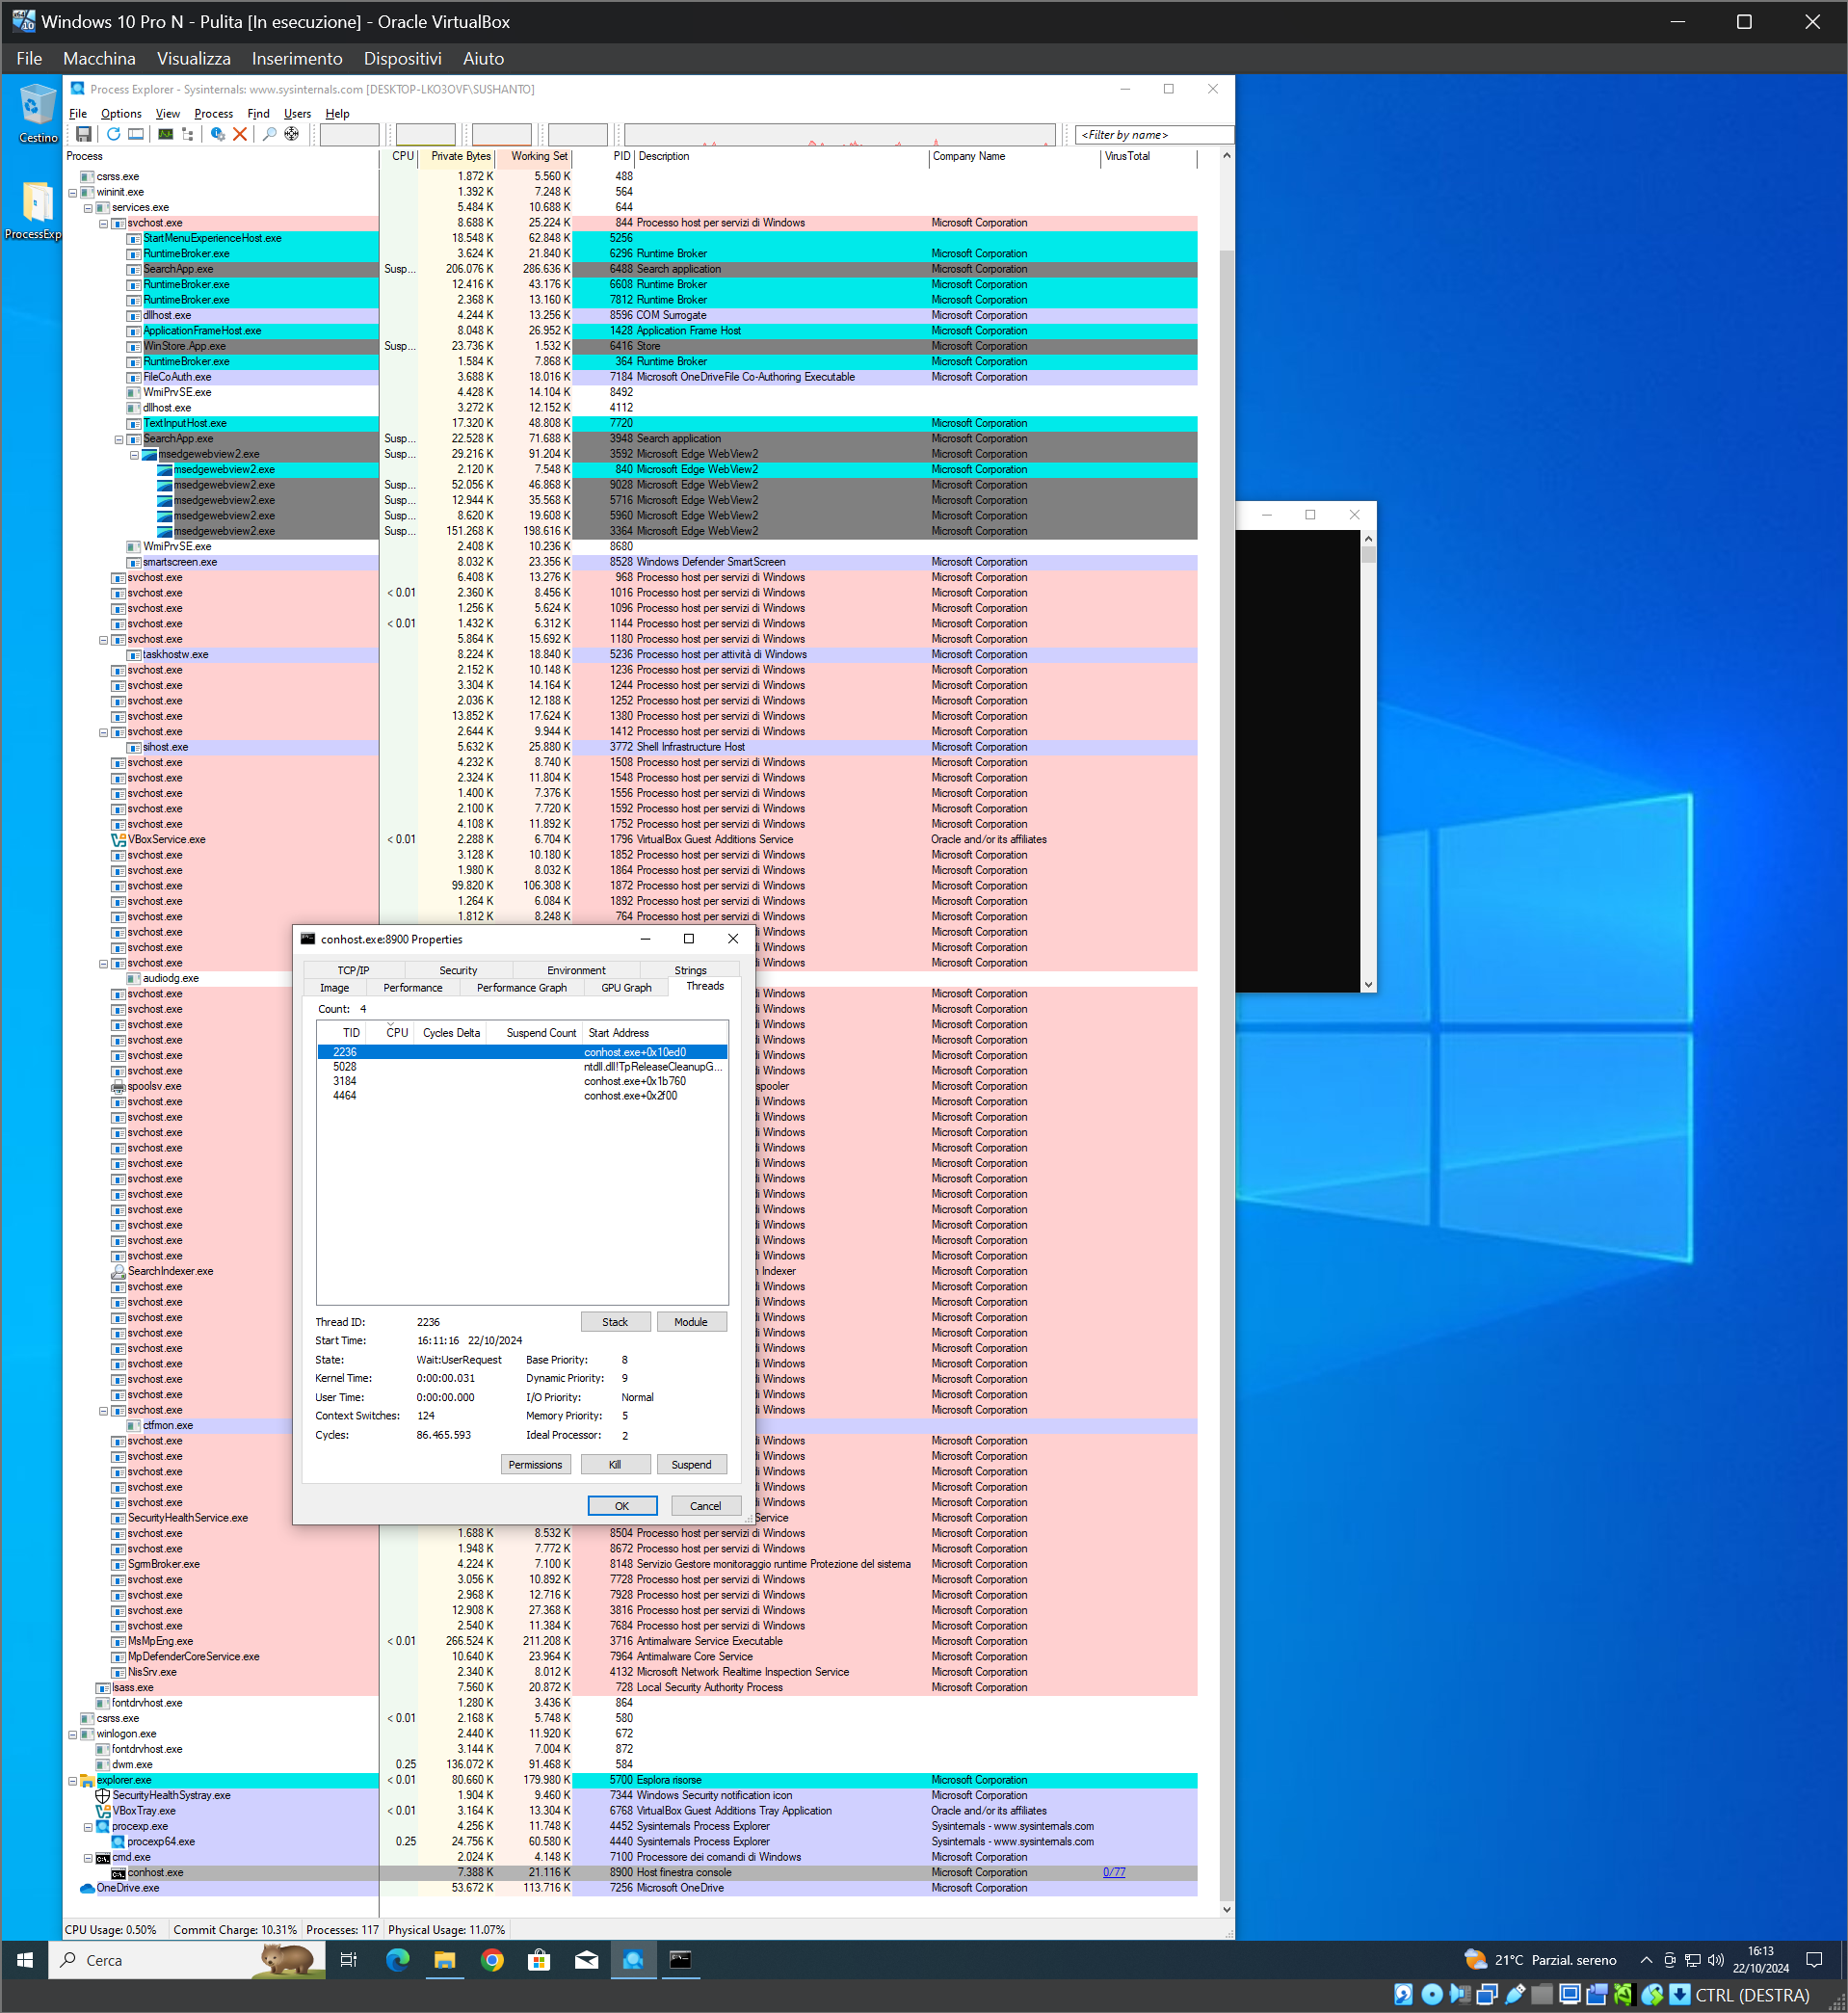 Windows 10 Pro N - Pulita [In esecuzione] - Oracle VirtualBox
File Macchina Visualizza Inserimento Dispositivi Aiuto
Cestino
ProcessExp
Process Explorer - Sysinternals: www.sysinternals.com [DESKTOP-LKO3OVF\SUSHANTO]
File Options View Process Find Users Help
<Filter by name>
Process CPU Private Bytes Working Set PID Description Company Name VirusTotal
csrss.exe 1.872 K 5.560 K 488
wininit.exe 1.392 K 7.248 K 564
services.exe 5.484 K 10.688 K 644
svchost.exe 8.688 K 25.224 K 844 Processo host per servizi di Windows Microsoft Corporation
StartMenuExperienceHost.exe 18.548 K 62.848 K 5256
RuntimeBroker.exe 3.624 K 21.840 K 6296 Runtime Broker Microsoft Corporation
SearchApp.exe Susp... 206.076 K 286.636 K 6488 Search application Microsoft Corporation
RuntimeBroker.exe 12.416 K 43.176 K 6608 Runtime Broker Microsoft Corporation
RuntimeBroker.exe 2.368 K 13.160 K 7812 Runtime Broker Microsoft Corporation
dllhost.exe 4.244 K 13.256 K 8596 COM Surrogate Microsoft Corporation
ApplicationFrameHost.exe 8.048 K 26.952 K 1428 Application Frame Host Microsoft Corporation
WinStore.App.exe Susp... 23.736 K 1.532 K 6416 Store Microsoft Corporation
RuntimeBroker.exe 1.584 K 7.868 K 364 Runtime Broker Microsoft Corporation
FileCoAuth.exe 3.688 K 18.016 K 7184 Microsoft OneDriveFile Co-Authoring Executable Microsoft Corporation
WmiPrvSE.exe 4.428 K 14.104 K 8492
dllhost.exe 3.272 K 12.152 K 4112
TextInputHost.exe 17.320 K 48.808 K 7720 Microsoft Corporation
SearchApp.exe Susp... 22.528 K 71.688 K 3948 Search application Microsoft Corporation
msedgewebview2.exe Susp... 29.216 K 91.204 K 3592 Microsoft Edge WebView2 Microsoft Corporation
msedgewebview2.exe 2.120 K 7.548 K 840 Microsoft Edge WebView2 Microsoft Corporation
msedgewebview2.exe Susp... 52.056 K 46.868 K 9028 Microsoft Edge WebView2 Microsoft Corporation
msedgewebview2.exe Susp... 12.944 K 35.568 K 5716 Microsoft Edge WebView2 Microsoft Corporation
msedgewebview2.exe Susp... 8.620 K 19.608 K 5960 Microsoft Edge WebView2 Microsoft Corporation
msedgewebview2.exe Susp... 151.268 K 198.616 K 3364 Microsoft Edge WebView2 Microsoft Corporation
WmiPrvSE.exe 2.408 K 10.236 K 8680
smartscreen.exe 8.032 K 23.356 K 8528 Windows Defender SmartScreen Microsoft Corporation
svchost.exe 6.408 K 13.276 K 968 Processo host per servizi di Windows Microsoft Corporation
svchost.exe < 0.01 2.360 K 8.456 K 1016 Processo host per servizi di Windows Microsoft Corporation
svchost.exe 1.256 K 5.624 K 1096 Processo host per servizi di Windows Microsoft Corporation
svchost.exe < 0.01 1.432 K 6.312 K 1144 Processo host per servizi di Windows Microsoft Corporation
svchost.exe 5.864 K 15.692 K 1180 Processo host per servizi di Windows Microsoft Corporation
taskhostw.exe 8.224 K 18.840 K 5236 Processo host per attività di Windows Microsoft Corporation
svchost.exe 2.152 K 10.148 K 1236 Processo host per servizi di Windows Microsoft Corporation
svchost.exe 3.304 K 14.164 K 1244 Processo host per servizi di Windows Microsoft Corporation
svchost.exe 2.036 K 12.188 K 1252 Processo host per servizi di Windows Microsoft Corporation
svchost.exe 13.852 K 17.624 K 1380 Processo host per servizi di Windows Microsoft Corporation
svchost.exe 2.644 K 9.944 K 1412 Processo host per servizi di Windows Microsoft Corporation
sihost.exe 5.632 K 25.880 K 3772 Shell Infrastructure Host Microsoft Corporation
svchost.exe 4.232 K 8.740 K 1508 Processo host per servizi di Windows Microsoft Corporation
svchost.exe 2.324 K 11.804 K 1548 Processo host per servizi di Windows Microsoft Corporation
svchost.exe 1.400 K 7.376 K 1556 Processo host per servizi di Windows Microsoft Corporation
svchost.exe 2.100 K 7.720 K 1592 Processo host per servizi di Windows Microsoft Corporation
svchost.exe 4.108 K 11.892 K 1752 Processo host per servizi di Windows Microsoft Corporation
VBoxService.exe < 0.01 2.288 K 6.704 K 1796 VirtualBox Guest Additions Service Oracle and/or its affiliates
svchost.exe 3.128 K 10.180 K 1852 Processo host per servizi di Windows Microsoft Corporation
svchost.exe 1.980 K 8.032 K 1864 Processo host per servizi di Windows Microsoft Corporation
svchost.exe 99.820 K 106.308 K 1872 Processo host per servizi di Windows Microsoft Corporation
svchost.exe 1.264 K 6.084 K 1892 Processo host per servizi di Windows Microsoft Corporation
svchost.exe 1.812 K 8.248 K 764 Processo host per servizi di Windows Microsoft Corporation
svchost.exe di Windows Microsoft Corporation
svchost.exe di Windows Microsoft Corporation
svchost.exe di Windows Microsoft Corporation
audiodg.exe
svchost.exe di Windows Microsoft Corporation
svchost.exe di Windows Microsoft Corporation
svchost.exe di Windows Microsoft Corporation
svchost.exe di Windows Microsoft Corporation
svchost.exe di Windows Microsoft Corporation
svchost.exe di Windows Microsoft Corporation
spoolsv.exe spooler Microsoft Corporation
svchost.exe di Windows Microsoft Corporation
svchost.exe di Windows Microsoft Corporation
svchost.exe di Windows Microsoft Corporation
svchost.exe di Windows Microsoft Corporation
svchost.exe di Windows Microsoft Corporation
svchost.exe di Windows Microsoft Corporation
svchost.exe di Windows Microsoft Corporation
svchost.exe di Windows Microsoft Corporation
svchost.exe di Windows Microsoft Corporation
svchost.exe di Windows Microsoft Corporation
svchost.exe di Windows Microsoft Corporation
SearchIndexer.exe Indexer Microsoft Corporation
svchost.exe di Windows Microsoft Corporation
svchost.exe di Windows Microsoft Corporation
svchost.exe di Windows Microsoft Corporation
svchost.exe di Windows Microsoft Corporation
svchost.exe di Windows Microsoft Corporation
svchost.exe di Windows Microsoft Corporation
svchost.exe di Windows Microsoft Corporation
svchost.exe di Windows Microsoft Corporation
svchost.exe di Windows Microsoft Corporation
ctfmon.exe
svchost.exe di Windows Microsoft Corporation
svchost.exe di Windows Microsoft Corporation
svchost.exe di Windows Microsoft Corporation
svchost.exe di Windows Microsoft Corporation
svchost.exe di Windows Microsoft Corporation
SecurityHealthService.exe Service Microsoft Corporation
svchost.exe 1.688 K 8.532 K 8504 Processo host per servizi di Windows Microsoft Corporation
svchost.exe 1.948 K 7.772 K 8672 Processo host per servizi di Windows Microsoft Corporation
SgrmBroker.exe 4.224 K 7.100 K 8148 Servizio Gestore monitoraggio runtime Protezione del sistema Microsoft Corporation
svchost.exe 3.056 K 10.892 K 7728 Processo host per servizi di Windows Microsoft Corporation
svchost.exe 2.968 K 12.716 K 7928 Processo host per servizi di Windows Microsoft Corporation
svchost.exe 12.908 K 27.368 K 3816 Processo host per servizi di Windows Microsoft Corporation
svchost.exe 2.540 K 11.384 K 7684 Processo host per servizi di Windows Microsoft Corporation
MsMpEng.exe < 0.01 266.524 K 211.208 K 3716 Antimalware Service Executable Microsoft Corporation
MpDefenderCoreService.exe 10.640 K 23.964 K 7964 Antimalware Core Service Microsoft Corporation
NisSrv.exe 2.340 K 8.012 K 4132 Microsoft Network Realtime Inspection Service Microsoft Corporation
lsass.exe 7.560 K 20.872 K 728 Local Security Authority Process Microsoft Corporation
fontdrvhost.exe 1.280 K 3.436 K 864
csrss.exe < 0.01 2.168 K 5.748 K 580
winlogon.exe 2.440 K 11.920 K 672
fontdrvhost.exe 3.144 K 7.004 K 872
dwm.exe 0.25 136.072 K 91.468 K 584
explorer.exe < 0.01 80.660 K 179.980 K 5700 Esplora risorse Microsoft Corporation
SecurityHealthSystray.exe 1.904 K 9.460 K 7344 Windows Security notification icon Microsoft Corporation
VBoxTray.exe < 0.01 3.164 K 13.304 K 6768 VirtualBox Guest Additions Tray Application Oracle and/or its affiliates
procexp.exe 4.256 K 11.748 K 4452 Sysinternals Process Explorer Sysinternals - www.sysinternals.com
procexp64.exe 0.25 24.756 K 60.580 K 4440 Sysinternals Process Explorer Sysinternals - www.sysinternals.com
cmd.exe 2.024 K 4.148 K 7100 Processore dei comandi di Windows Microsoft Corporation
conhost.exe 7.388 K 21.116 K 8900 Host finestra console Microsoft Corporation 0/77
OneDrive.exe 53.672 K 113.716 K 7256 Microsoft OneDrive Microsoft Corporation
CPU Usage: 0.50% Commit Charge: 10.31% Processes: 117 Physical Usage: 11.07%
conhost.exe:8900 Properties
TCP/IP Security Environment Strings
Image Performance Performance Graph GPU Graph Threads
Count: 4
TID CPU Cycles Delta Suspend Count Start Address
2236 conhost.exe+0x10ed0
5028 ntdll.dll!TpReleaseCleanupG...
3184 conhost.exe+0x1b760
4464 conhost.exe+0x2f00
Thread ID: 2236 Stack Module
Start Time: 16:11:16 22/10/2024
State: Wait:UserRequest Base Priority: 8
Kernel Time: 0:00:00.031 Dynamic Priority: 9
User Time: 0:00:00.000 I/O Priority: Normal
Context Switches: 124 Memory Priority: 5
Cycles: 86.465.593 Ideal Processor: 2
Permissions Kill Suspend
OK Cancel
Cerca
21°C Parzial. sereno
16:13
22/10/2024
CTRL (DESTRA)